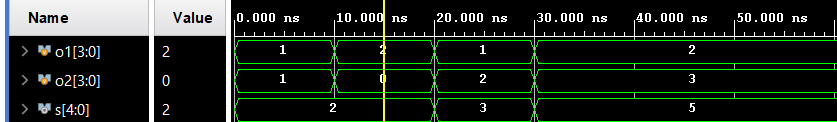 Name Value 0.000 ns 10.000 ns 20.000 ns 30.000 ns 40.000 ns 50.000 ns
o1[3:0] 2 1 2 1 2
o2[3:0] 0 1 0 2 3
s[4:0] 2 2 3 5